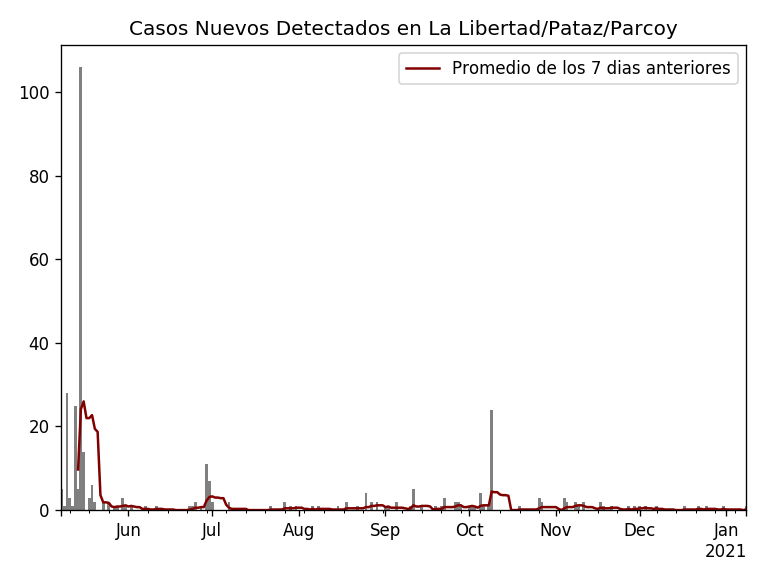 Casos Nuevos Detectados en La Libertad/Pataz/Parcoy
Promedio de los 7 dias anteriores
100
80
60
40
20
0
Jun Jul Aug Sep Oct Nov Dec Jan
2021